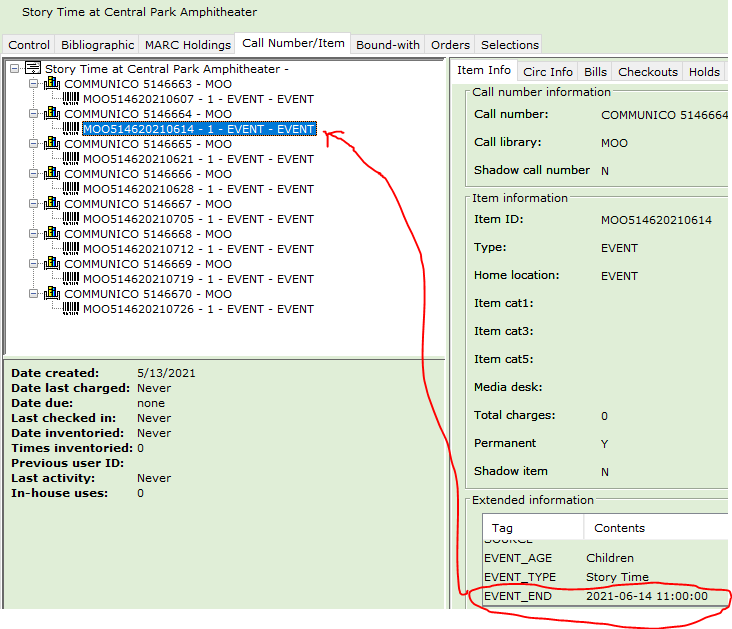 Story Time at Central Park Amphitheater
Control Bibliographic MARC Holdings Call Number/Item Bound-with Orders Selections
Story Time at Central Park Amphitheater -
COMMUNICO 5146663 - MOO
MOO514620210607 - 1 - EVENT - EVENT
COMMUNICO 5146664 - MOO
MOO514620210614 - 1 - EVENT - EVENT
COMMUNICO 5146665 - MOO
MOO514620210621 - 1 - EVENT - EVENT
COMMUNICO 5146666 - MOO
MOO514620210628 - 1 - EVENT - EVENT
COMMUNICO 5146667 - MOO
MOO514620210705 - 1 - EVENT - EVENT
COMMUNICO 5146668 - MOO
MOO514620210712 - 1 - EVENT - EVENT
COMMUNICO 5146669 - MOO
MOO514620210719 - 1 - EVENT - EVENT
COMMUNICO 5146670 - MOO
MOO514620210726 - 1 - EVENT - EVENT
Date created: 5/13/2021
Date last charged: Never
Date due: none
Last checked in: Never
Date inventoried: Never
Times inventoried: 0
Previous user ID:
Last activity: Never
In-house uses: 0
Item Info Circ Info Bills Checkouts Holds
Call number information
Call number: COMMUNICO 5146664
Call library: MOO
Shadow call number N
Item information
Item ID: MOO514620210614
Type: EVENT
Home location: EVENT
Item cat1:
Item cat3:
Item cat5:
Media desk:
Total charges: 0
Permanent Y
Shadow item N
Extended information
Tag Contents
SOURCE
EVENT_AGE Children
EVENT_TYPE Story Time
EVENT_END 2021-06-14 11:00:00